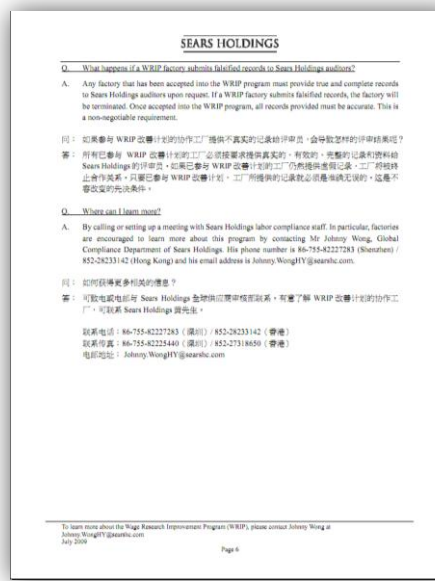 SEARS HOLDINGS
Q. What happens if a WRIP factory submits falsified records to Sears Holdings auditors?
A. Any factory that has been accepted into the WRIP program must provide true and complete records
to Sears Holdings auditors upon request. If a WRIP factory submits falsified records, the factory will
be terminated. Once accepted into the WRIP program, all records provided must be accurate. This is
a non-negotiable requirement.
问： 如果参与 WRIP 改善计划的协作工厂提供不真实的记录给评审员，会导致怎样的评审结果呢？
答： 所有已参与 WRIP 改善计划的工厂必须按要求提供真实的，有效的，完整的记录和资料给
Sears Holdings 的评审员。如果已参与 WRIP 改善计划的工厂仍然提供虚假记录，工厂将被终
止合作关系。只要已参与 WRIP 改善计划，工厂所提供的记录就必须是准确无误的。这是不
容改变的先决条件。
Q. Where can I learn more?
A. By calling or setting up a meeting with Sears Holdings labor compliance staff. In particular, factories
are encouraged to learn more about this program by contacting Mr Johnny Wong, Global
Compliance Department of Sears Holdings. His phone number is 86-755-82227283 (Shenzhen) /
852-28233142 (Hong Kong) and his email address is Johnny.WongHY@searshc.com.
问： 如何获得更多相关的信息？
答： 可致电或电邮与 Sears Holdings 全球供应商审核部联系。有意了解 WRIP 改善计划的协作工
厂，可联系 Sears Holdings 黄先生。
联系电话：86-755-82227283（深圳）/ 852-28233142（香港）
联系传真：86-755-82225440（深圳）/ 852-27318650（香港）
电邮地址： Johnny.WongHY@searshc.com
To learn more about the Wage Research Improvement Program (WRIP), please contact Johnny Wong at
Johnny.WongHY@searshc.com
July 2009
Page 6